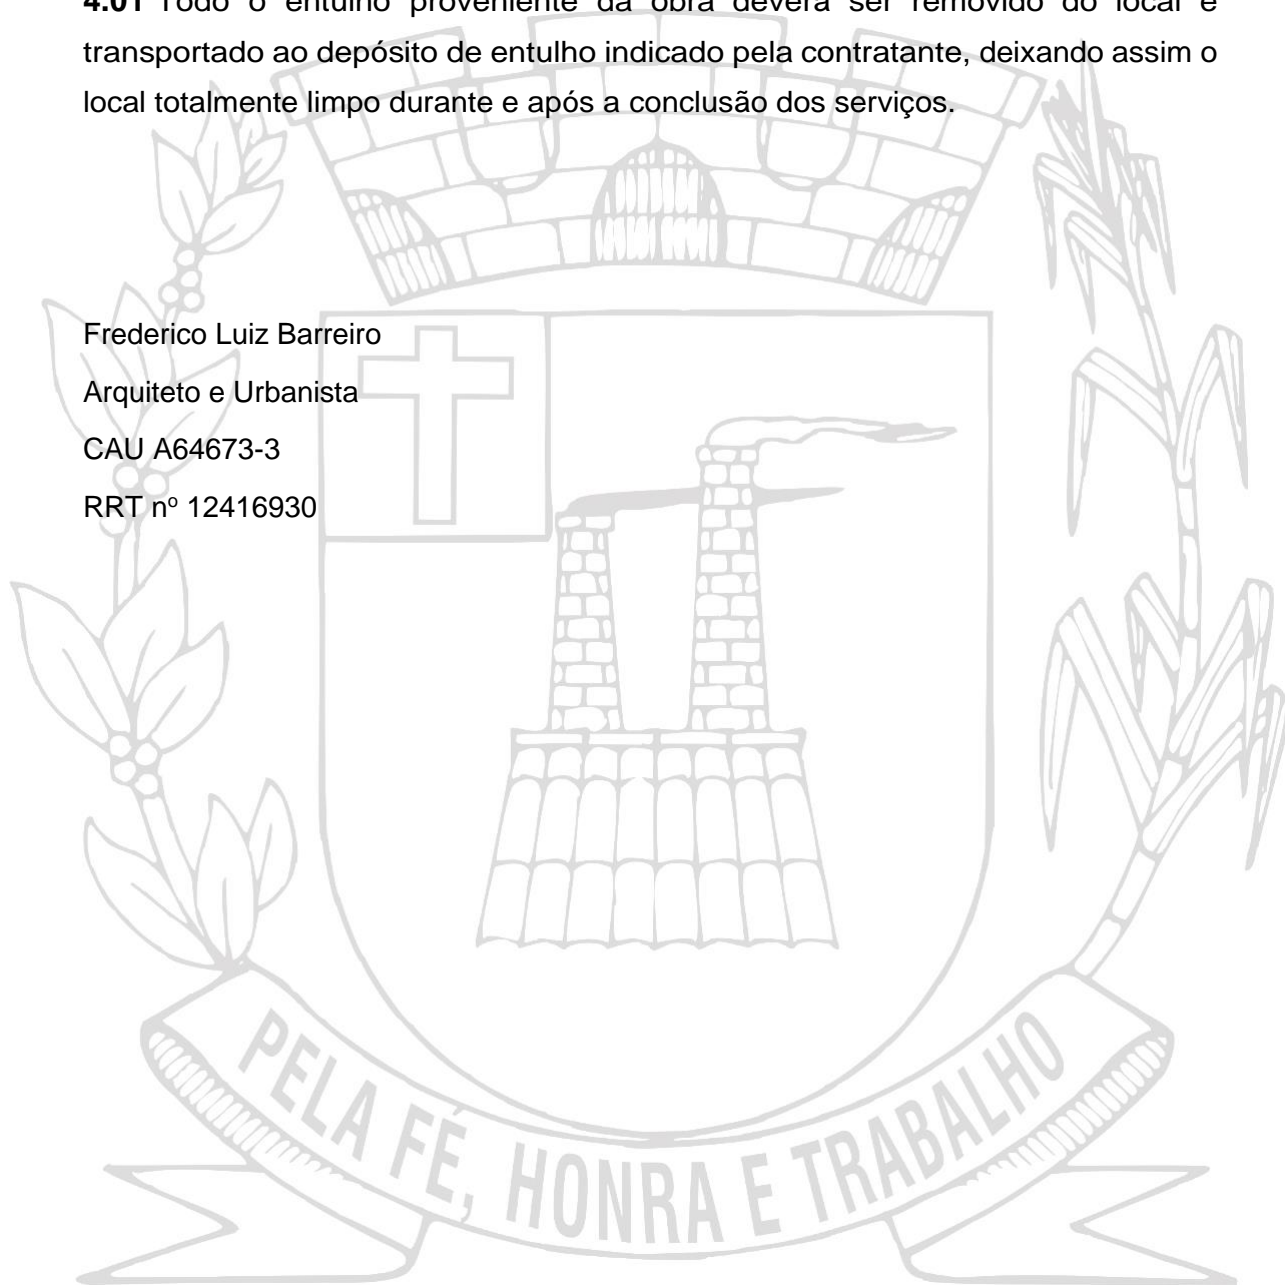 4.01 Todo o entulho proveniente da obra deverá ser removido do local e
transportado ao depósito de entulho indicado pela contratante, deixando assim o
local totalmente limpo durante e após a conclusão dos serviços.
Frederico Luiz Barreiro
Arquiteto e Urbanista
CAU A64673-3
RRT nº 12416930
PELA FÉ, HONRA E TRABALHO